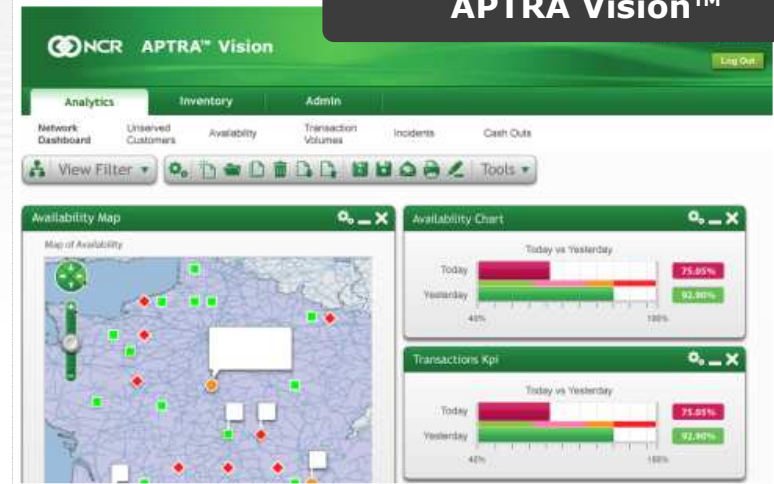 APTRA Vision™
NCR APTRA™ Vision
Log Out
Analytics Inventory Admin
Network Dashboard
Unserved Customers
Availability
Transaction Volumes
Incidents
Cash Outs
View Filter
Tools
Availability Map
Map of Availability
Availability Chart
Today vs Yesterday
Today 75.05%
Yesterday 92.90%
40% 100%
Transactions Kpi
Today vs Yesterday
Today 75.05%
Yesterday 92.90%
40% 100%